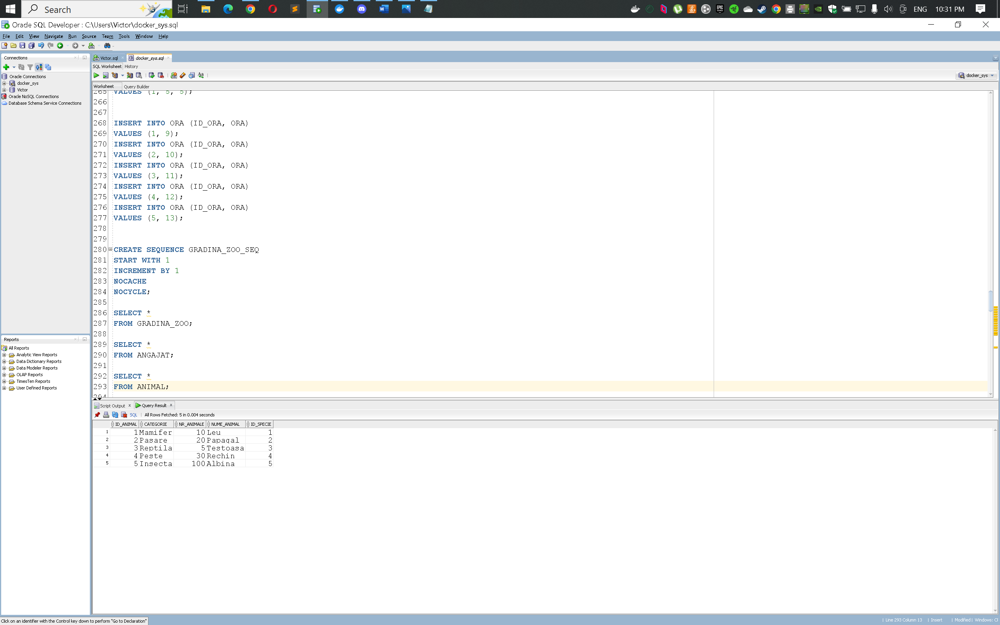 Search
ENG 10:31 PM
Oracle SQL Developer : C:\Users\Victor\docker_sys.sql
File Edit View Navigate Run Source Team Tools Window Help
Connections
Oracle Connections
docker_sys
Victor
Oracle NoSQL Connections
Database Schema Service Connections
Reports
All Reports
Analytic View Reports
Data Dictionary Reports
Data Modeler Reports
OLAP Reports
TimesTen Reports
User Defined Reports
Victor.sql docker_sys.sql
SQL Worksheet History
docker_sys
Worksheet Query Builder
265 VALUES (1, 5, 5);
266
267
268 INSERT INTO ORA (ID_ORA, ORA)
269 VALUES (1, 9);
270 INSERT INTO ORA (ID_ORA, ORA)
271 VALUES (2, 10);
272 INSERT INTO ORA (ID_ORA, ORA)
273 VALUES (3, 11);
274 INSERT INTO ORA (ID_ORA, ORA)
275 VALUES (4, 12);
276 INSERT INTO ORA (ID_ORA, ORA)
277 VALUES (5, 13);
278
279
280 CREATE SEQUENCE GRADINA_ZOO_SEQ
281 START WITH 1
282 INCREMENT BY 1
283 NOCACHE
284 NOCYCLE;
285
286 SELECT *
287 FROM GRADINA_ZOO;
288
289 SELECT *
290 FROM ANGAJAT;
291
292 SELECT *
293 FROM ANIMAL;
294
Script Output x Query Result x
SQL | All Rows Fetched: 5 in 0.004 seconds
ID_ANIMAL CATEGORIE NR_ANIMALE NUME_ANIMAL ID_SPECIE
1 1 Mamifer 10 Leu 1
2 2 Pasare 20 Papagal 2
3 3 Reptila 5 Testoasa 3
4 4 Peste 30 Rechin 4
5 5 Insecta 100 Albina 5
Click on an identifier with the Control key down to perform "Go to Declaration"
| Line 293 Column 13 | Insert | Modified | Windows: